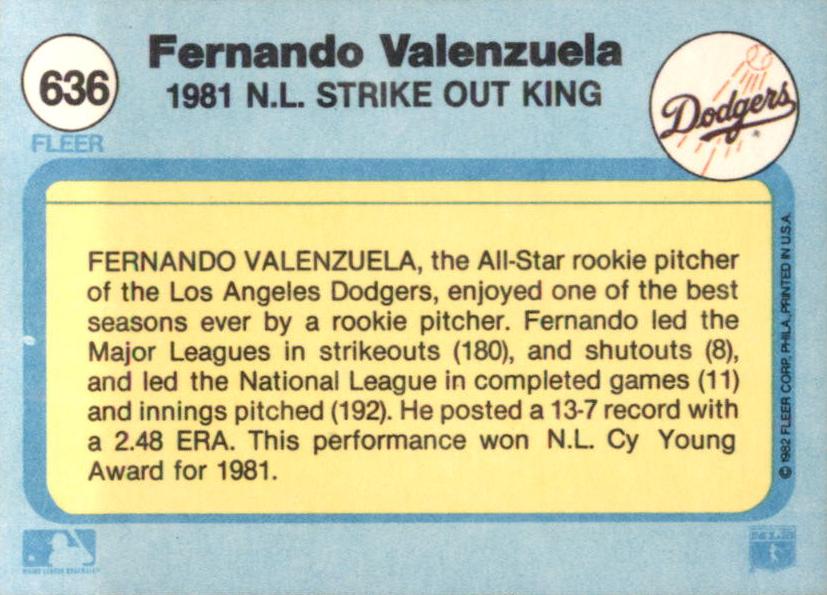 636
FLEER
Fernando Valenzuela
1981 N.L. STRIKE OUT KING
Dodgers
FERNANDO VALENZUELA, the All-Star rookie pitcher
of the Los Angeles Dodgers, enjoyed one of the best
seasons ever by a rookie pitcher. Fernando led the
Major Leagues in strikeouts (180), and shutouts (8),
and led the National League in completed games (11)
and innings pitched (192). He posted a 13-7 record with
a 2.48 ERA. This performance won N.L. Cy Young
Award for 1981.
© 1982 FLEER CORP. PHILA. PRINTED IN U.S.A.
MAJOR LEAGUE BASEBALL